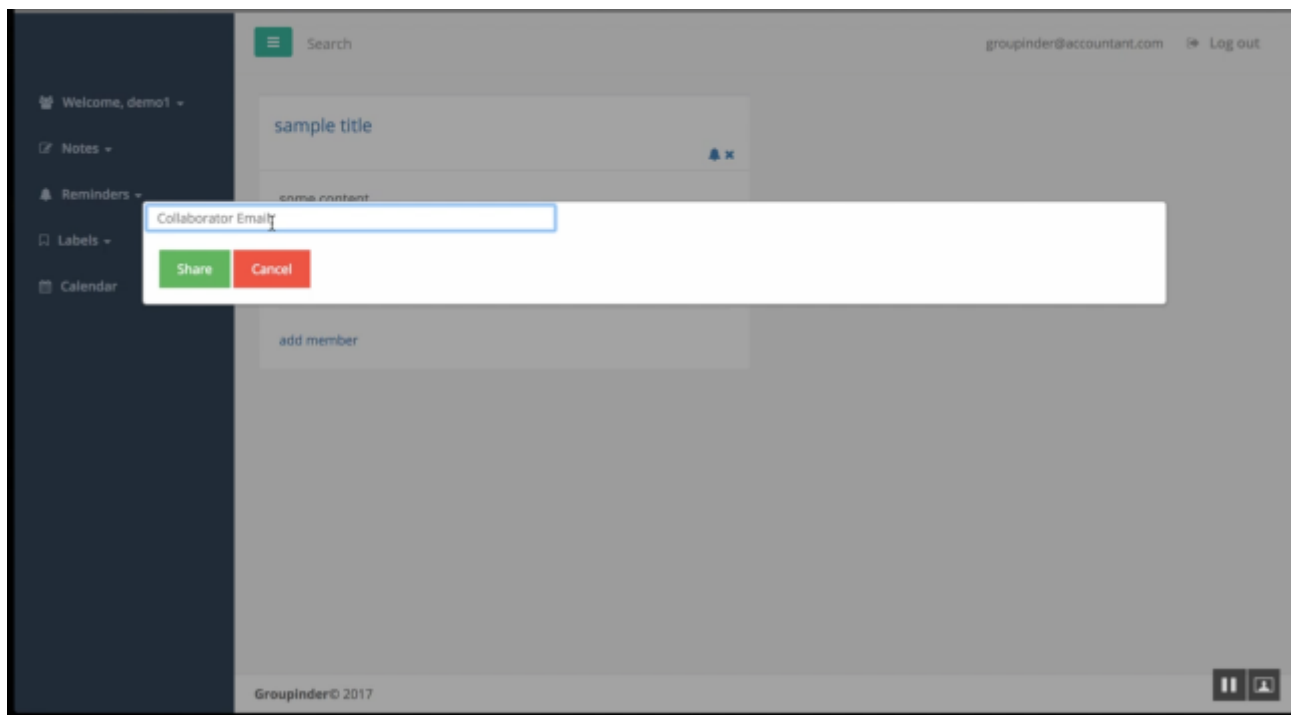 Search
groupinder@accountant.com Log out
Welcome, demo1
Notes
Reminders
Labels
Calendar
sample title
some content
Collaborator Email
Share Cancel
add member
Groupinder© 2017